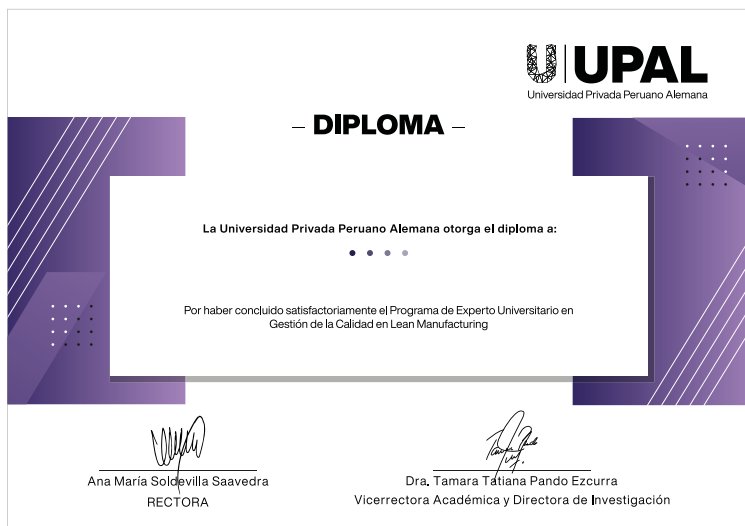 UPAL
Universidad Privada Peruano Alemana
– DIPLOMA –
La Universidad Privada Peruano Alemana otorga el diploma a:
Por haber concluido satisfactoriamente el Programa de Experto Universitario en
Gestión de la Calidad en Lean Manufacturing
Ana María Soldevilla Saavedra
RECTORA
Dra. Tamara Tatiana Pando Ezcurra
Vicerrectora Académica y Directora de Investigación